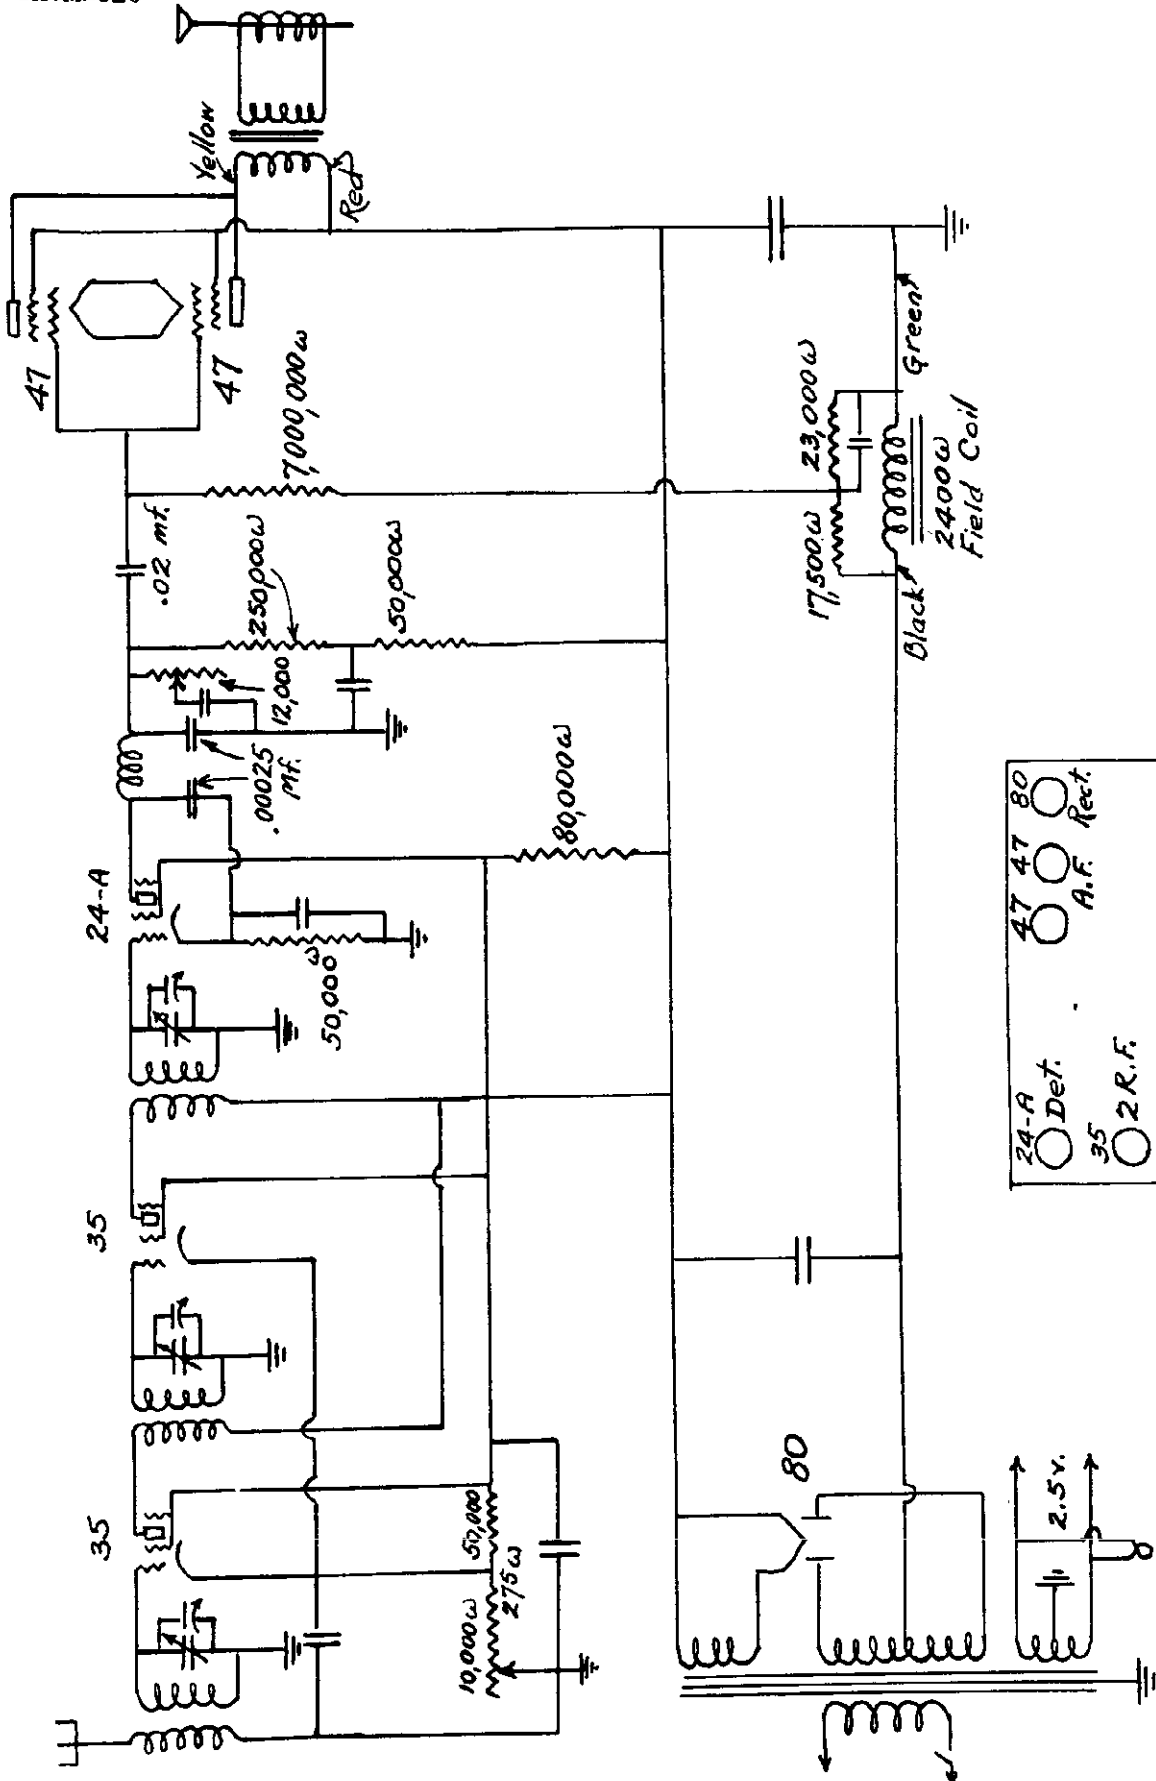 Yellow
Red
47
47
7,000,000ω
.02 mf.
250,000ω
50,000ω
12,000
.00025
Mf.
24-A
50,000
ω
80,000ω
35
35
50,000
10,000ω
275ω
17,500ω
23,000ω
Black
Green
2400ω
Field Coil
80
2.5v.
24-A
Det.
35
2 R.F.
47 47 80
A.F. Rect.